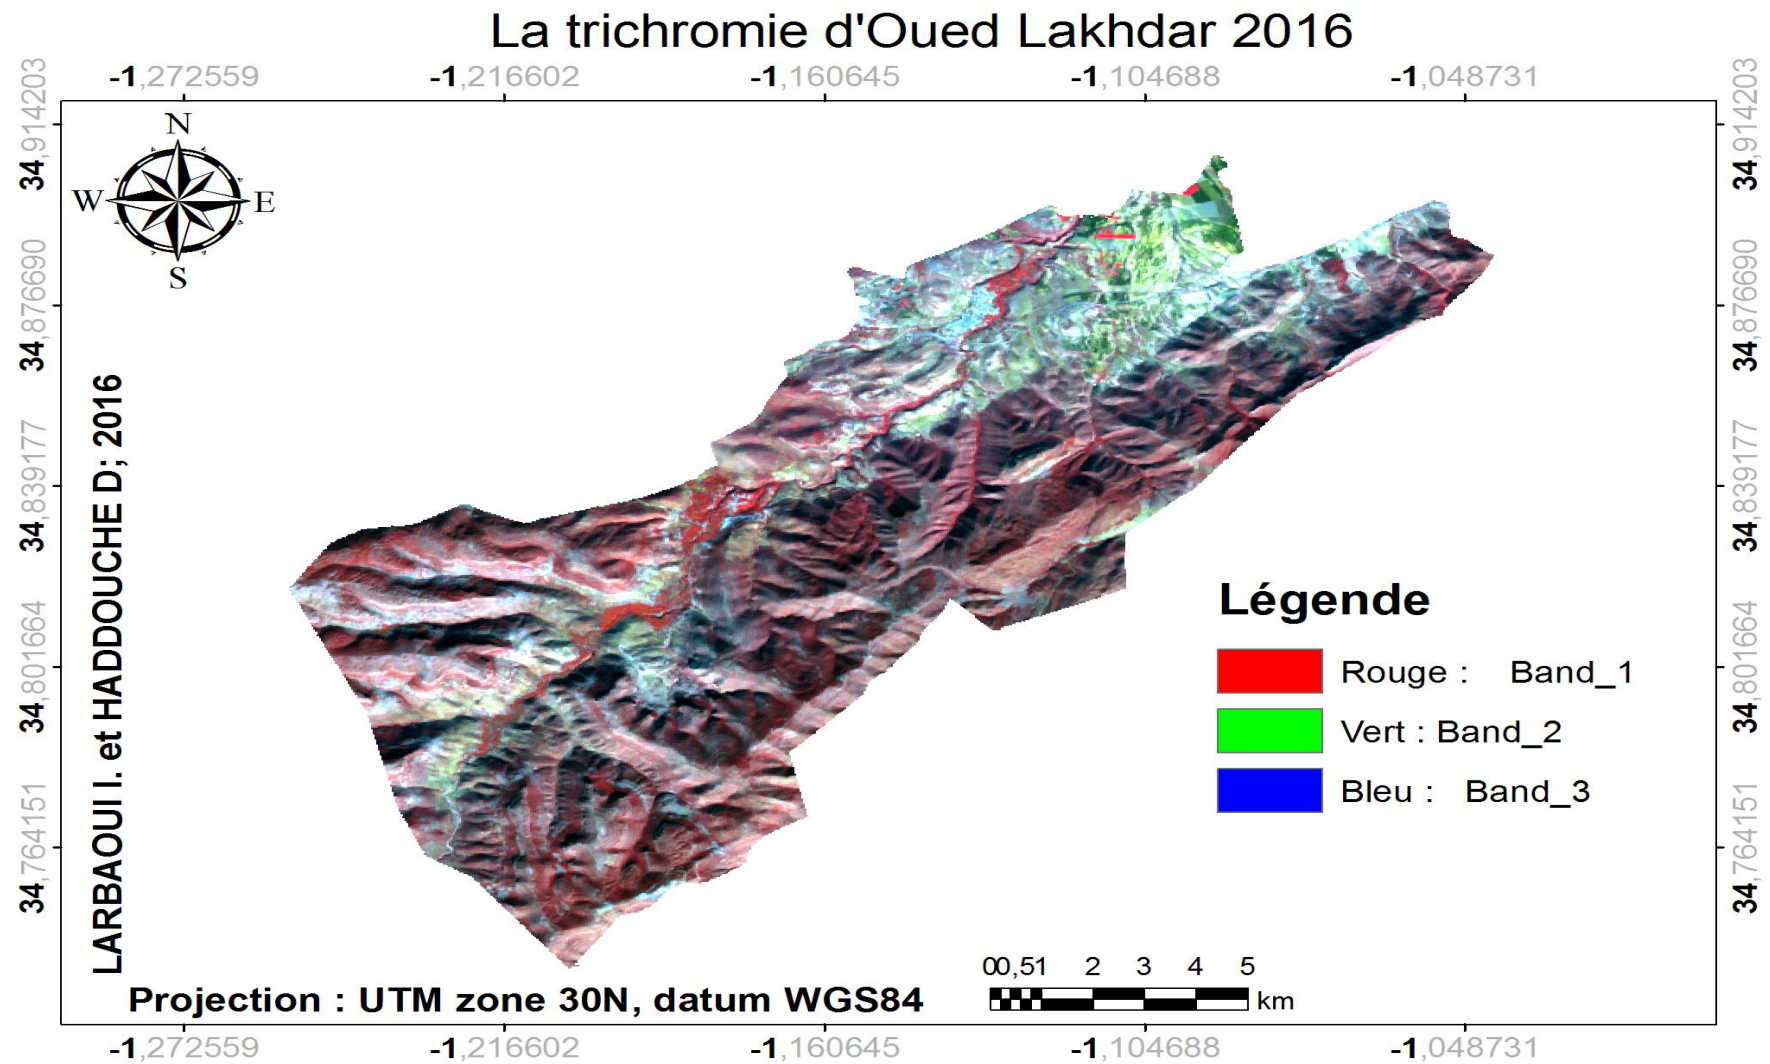 La trichromie d'Oued Lakhdar 2016
-1,272559 -1,216602 -1,160645 -1,104688 -1,048731
34,914203 34,914203
N
W E
S
34,876690 34,876690
34,839177 34,839177
LARBAOUI I. et HADDOUCHE D; 2016
Légende
34,801664 34,801664
Rouge : Band_1
Vert : Band_2
Bleu : Band_3
34,764151 34,764151
00,51 2 3 4 5
km
Projection : UTM zone 30N, datum WGS84
-1,272559 -1,216602 -1,160645 -1,104688 -1,048731